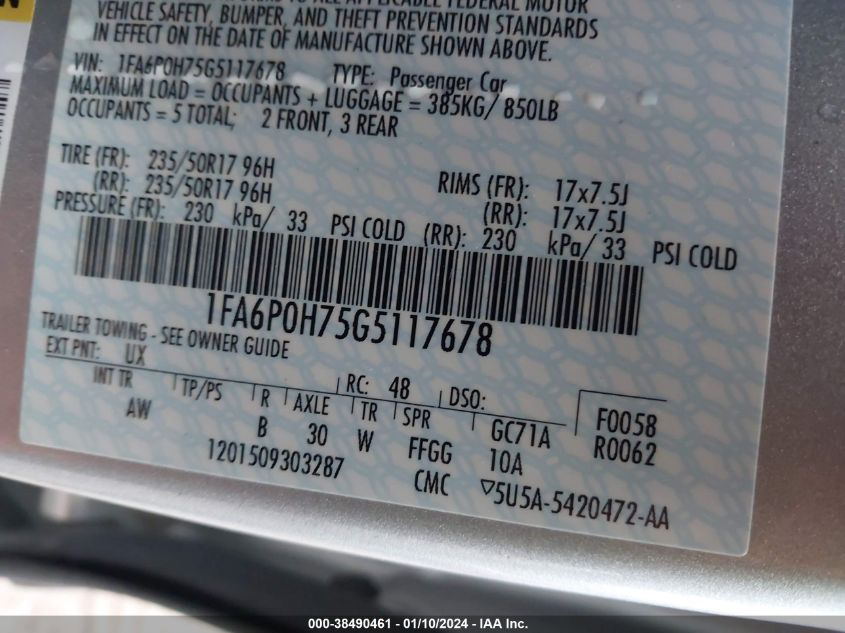 VEHICLE SAFETY, BUMPER, AND THEFT PREVENTION STANDARDS
IN EFFECT ON THE DATE OF MANUFACTURE SHOWN ABOVE.
VIN: 1FA6P0H75G5117678 TYPE: Passenger Car
MAXIMUM LOAD = OCCUPANTS + LUGGAGE = 385KG/ 850LB
OCCUPANTS = 5 TOTAL; 2 FRONT, 3 REAR
TIRE (FR): 235/50R17 96H RIMS (FR): 17x7.5J
(RR): 235/50R17 96H (RR): 17x7.5J
PRESSURE (FR): 230 kPa/ 33 PSI COLD (RR): 230 kPa/ 33 PSI COLD
1FA6P0H75G5117678
TRAILER TOWING - SEE OWNER GUIDE
EXT PNT: UX RC: 48 DSO: F0058
INT TR TP/PS R AXLE TR SPR GC71A R0062
AW B 30 W FFGG 10A
1201509303287 CMC ▽5U5A-5420472-AA
000-38490461 - 01/10/2024 - IAA Inc.